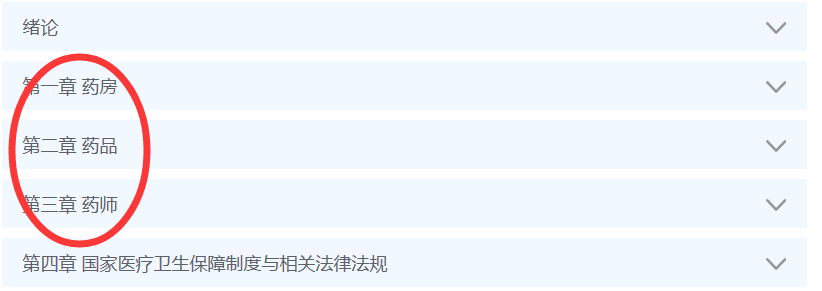 绪论
第一章 药房
第二章 药品
第三章 药师
第四章 国家医疗卫生保障制度与相关法律法规